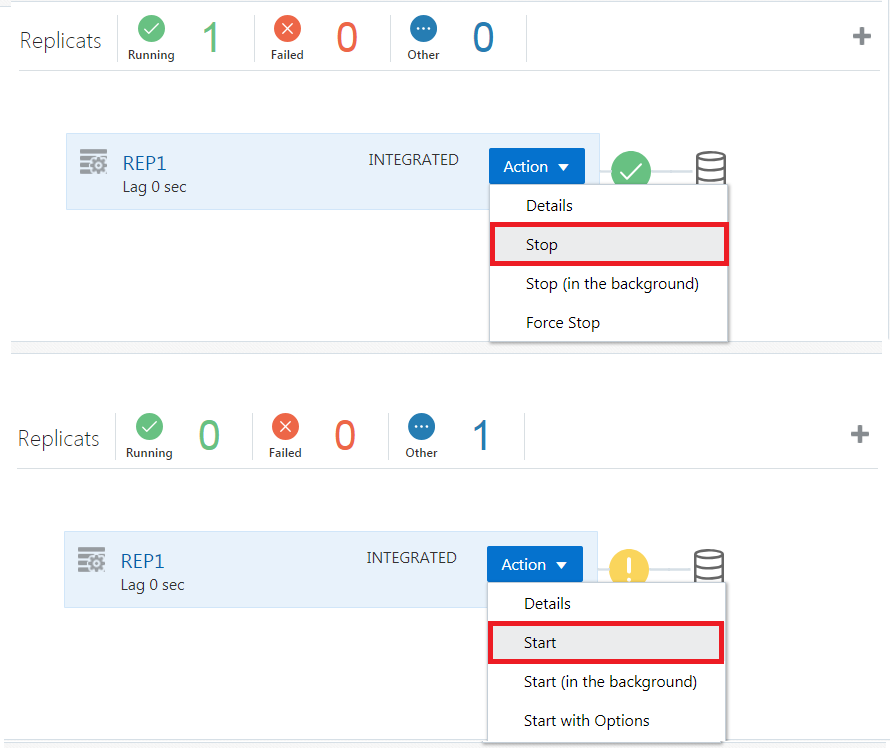 Replicats Running 1 Failed 0 Other 0
REP1 INTEGRATED Action
Lag 0 sec
Details
Stop
Stop (in the background)
Force Stop
Replicats Running 0 Failed 0 Other 1
REP1 INTEGRATED Action
Lag 0 sec
Details
Start
Start (in the background)
Start with Options